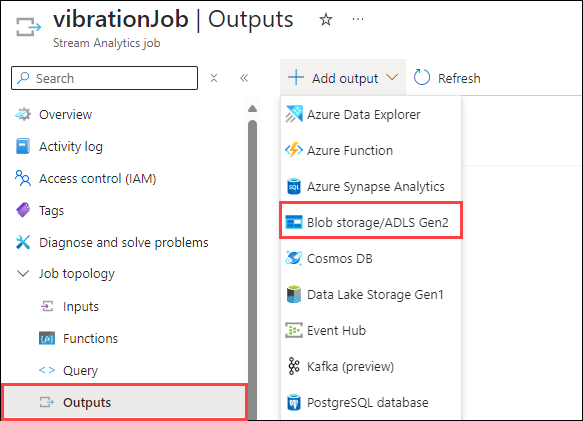 vibrationJob | Outputs
Stream Analytics job
Search
Add output
Refresh
Overview
Activity log
Access control (IAM)
Tags
Diagnose and solve problems
Job topology
Inputs
Functions
Query
Outputs
Azure Data Explorer
Azure Function
SQL
Azure Synapse Analytics
Blob storage/ADLS Gen2
Cosmos DB
Data Lake Storage Gen1
Event Hub
Kafka (preview)
PostgreSQL database